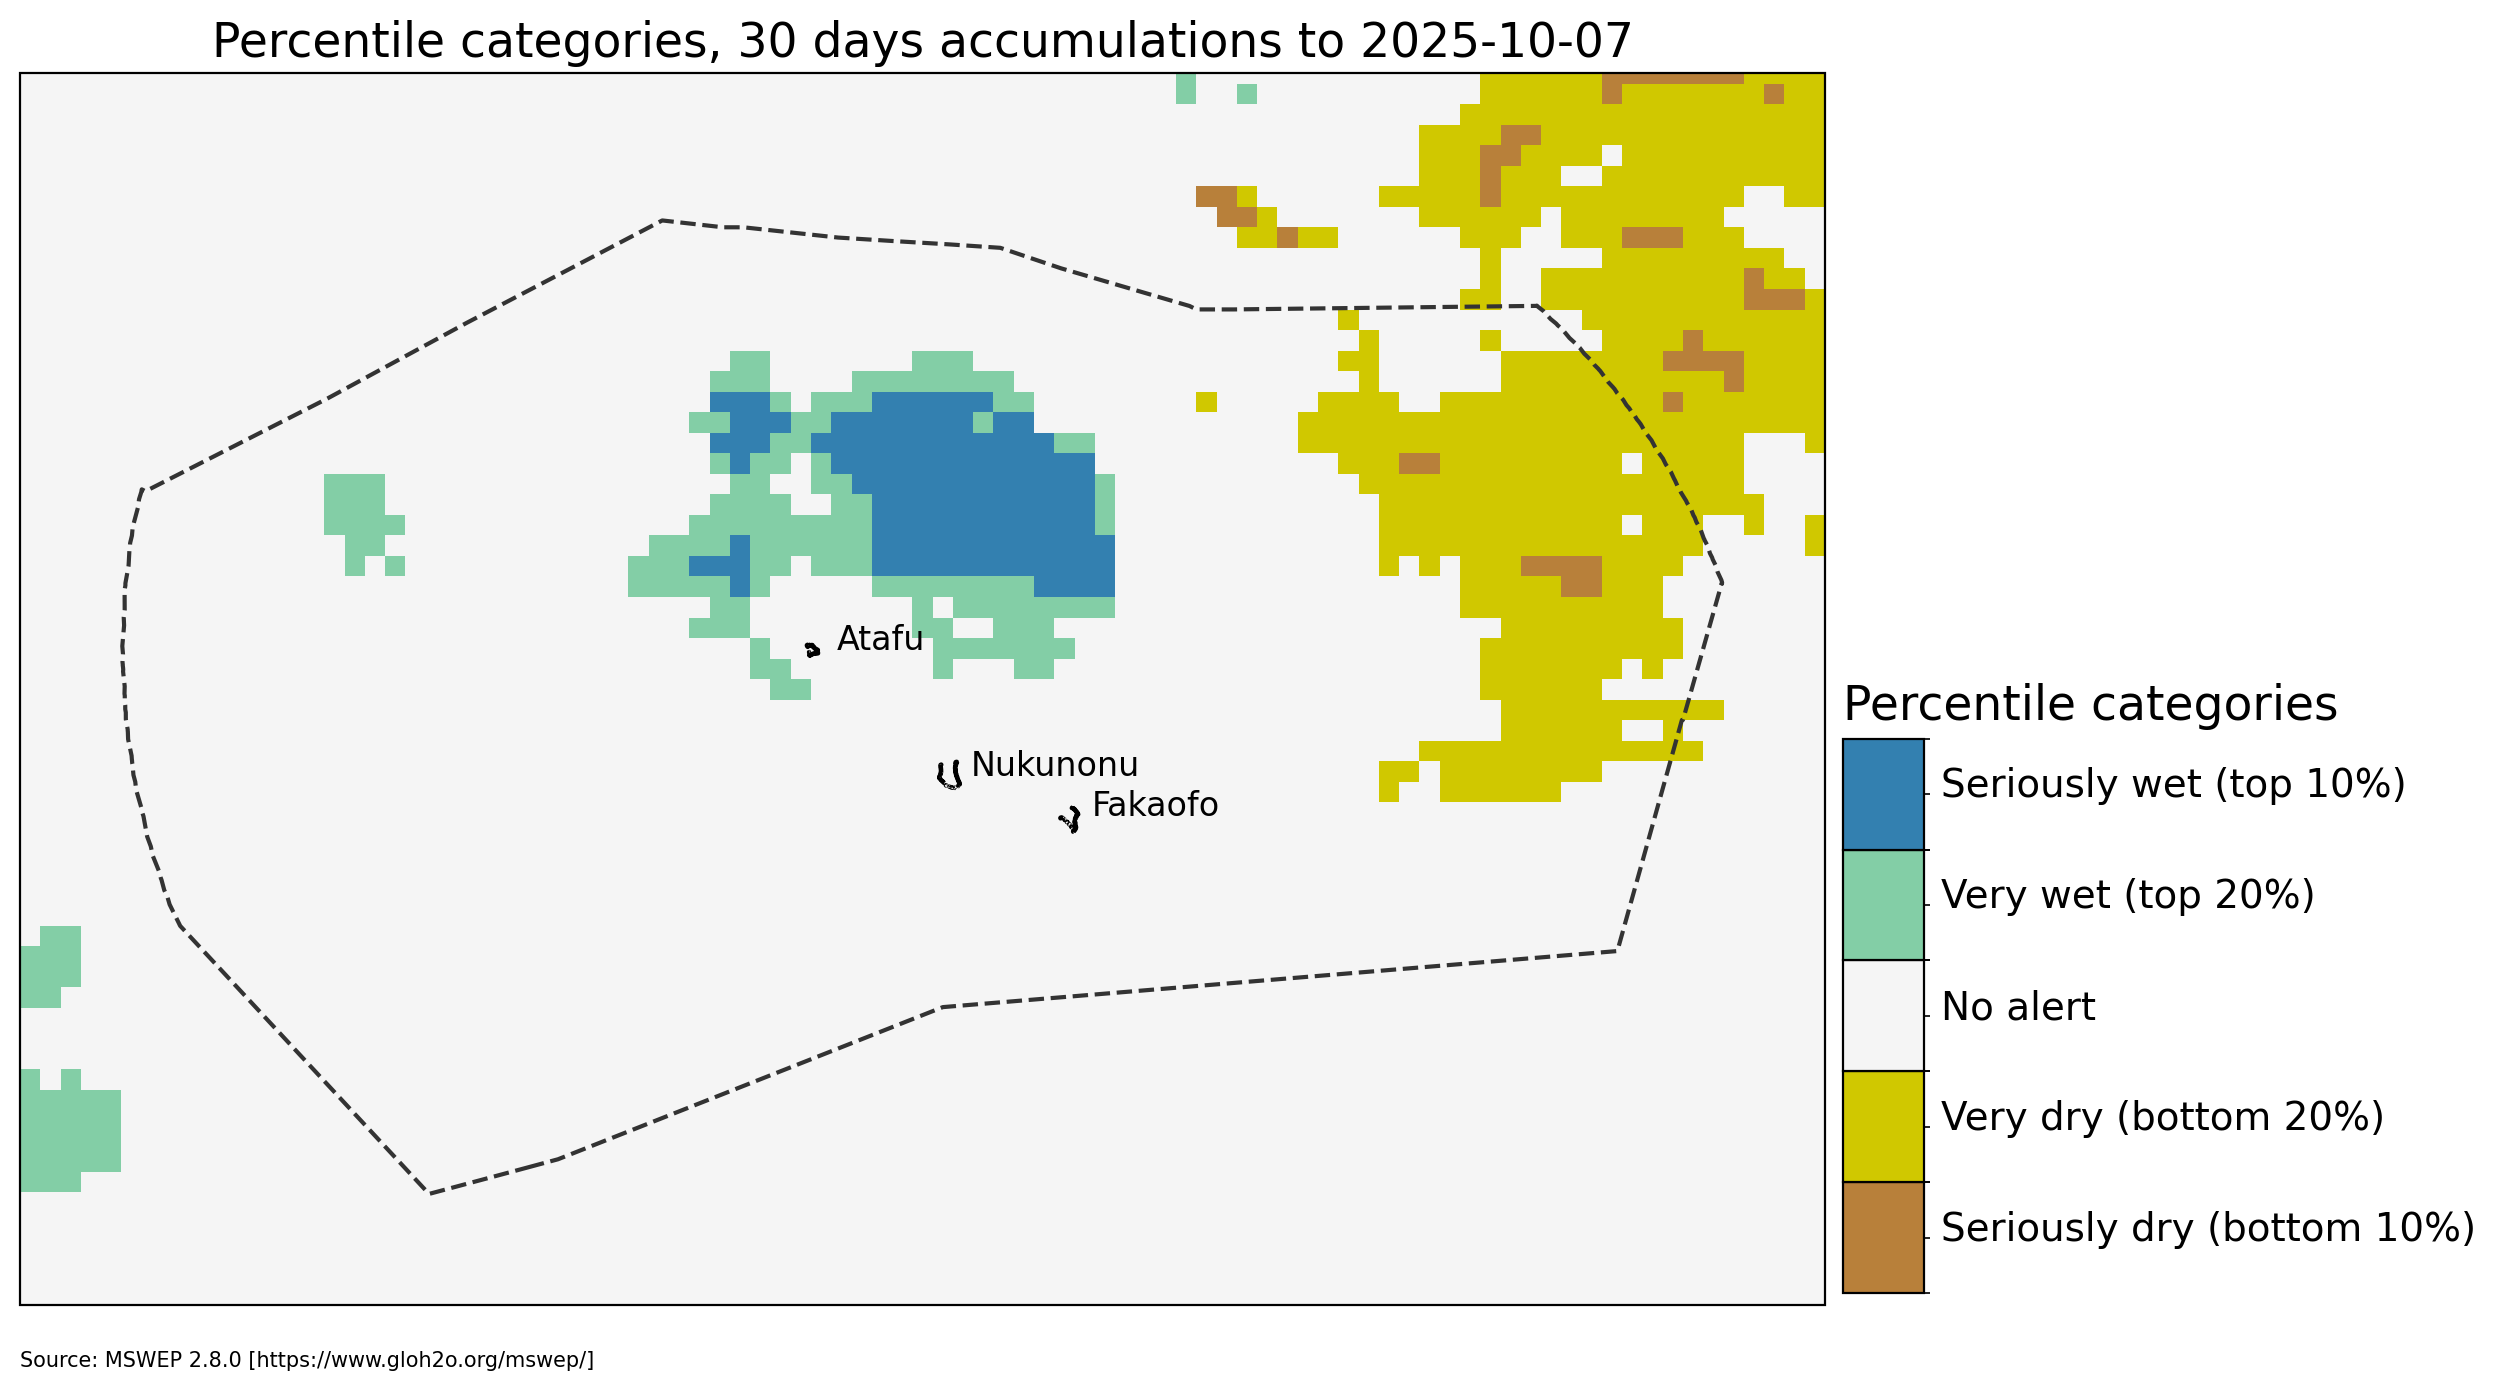 Percentile categories, 30 days accumulations to 2025-10-07
Atafu
Nukunonu
Fakaofo
Percentile categories
Seriously wet (top 10%)
Very wet (top 20%)
No alert
Very dry (bottom 20%)
Seriously dry (bottom 10%)
Source: MSWEP 2.8.0 [https://www.gloh2o.org/mswep/]